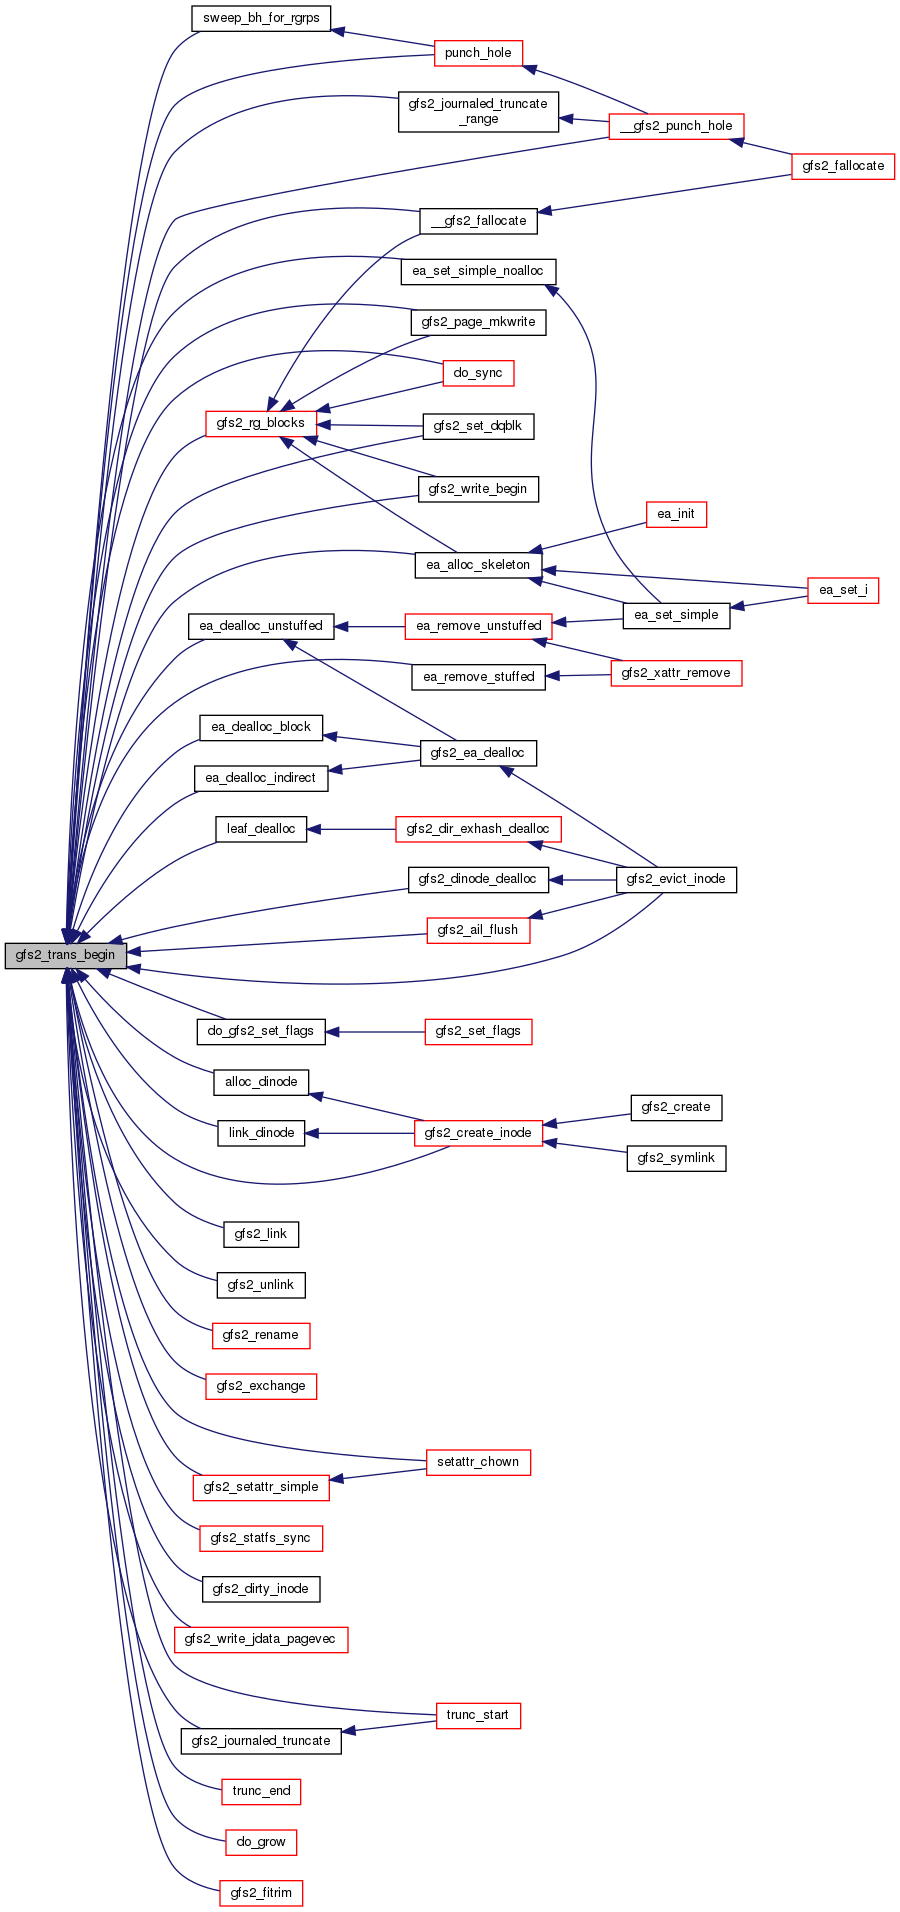 sweep_bh_for_rgrps
punch_hole
gfs2_journaled_truncate
_range
__gfs2_punch_hole
gfs2_fallocate
__gfs2_fallocate
ea_set_simple_noalloc
gfs2_page_mkwrite
do_sync
gfs2_rg_blocks
gfs2_set_dqblk
gfs2_write_begin
ea_init
ea_alloc_skeleton
ea_set_i
ea_set_simple
ea_dealloc_unstuffed
ea_remove_unstuffed
gfs2_xattr_remove
ea_remove_stuffed
ea_dealloc_block
gfs2_ea_dealloc
ea_dealloc_indirect
leaf_dealloc
gfs2_dir_exhash_dealloc
gfs2_dinode_dealloc
gfs2_evict_inode
gfs2_ail_flush
gfs2_trans_begin
do_gfs2_set_flags
gfs2_set_flags
alloc_dinode
gfs2_create
link_dinode
gfs2_create_inode
gfs2_symlink
gfs2_link
gfs2_unlink
gfs2_rename
gfs2_exchange
setattr_chown
gfs2_setattr_simple
gfs2_statfs_sync
gfs2_dirty_inode
gfs2_write_jdata_pagevec
trunc_start
gfs2_journaled_truncate
trunc_end
do_grow
gfs2_fitrim